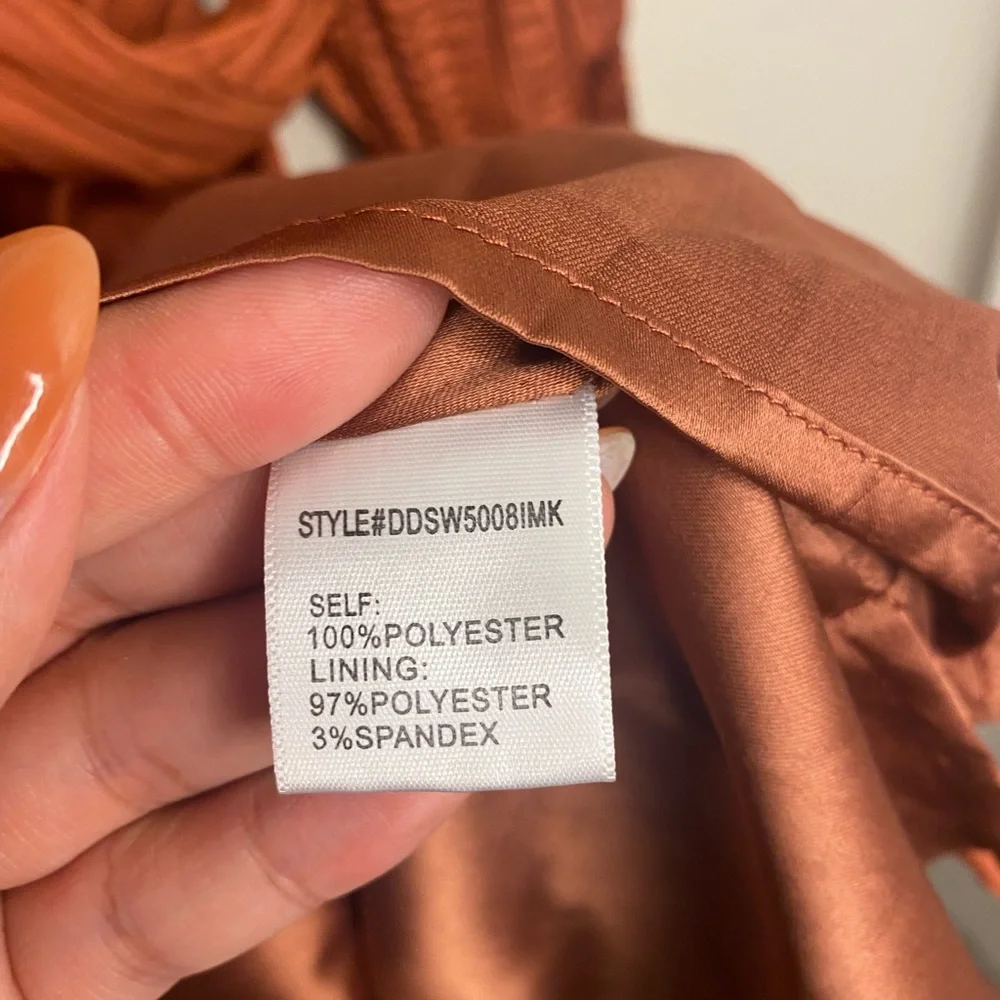 STYLE#DDSW5008IMK
SELF:
100%POLYESTER
LINING:
97%POLYESTER
3%SPANDEX